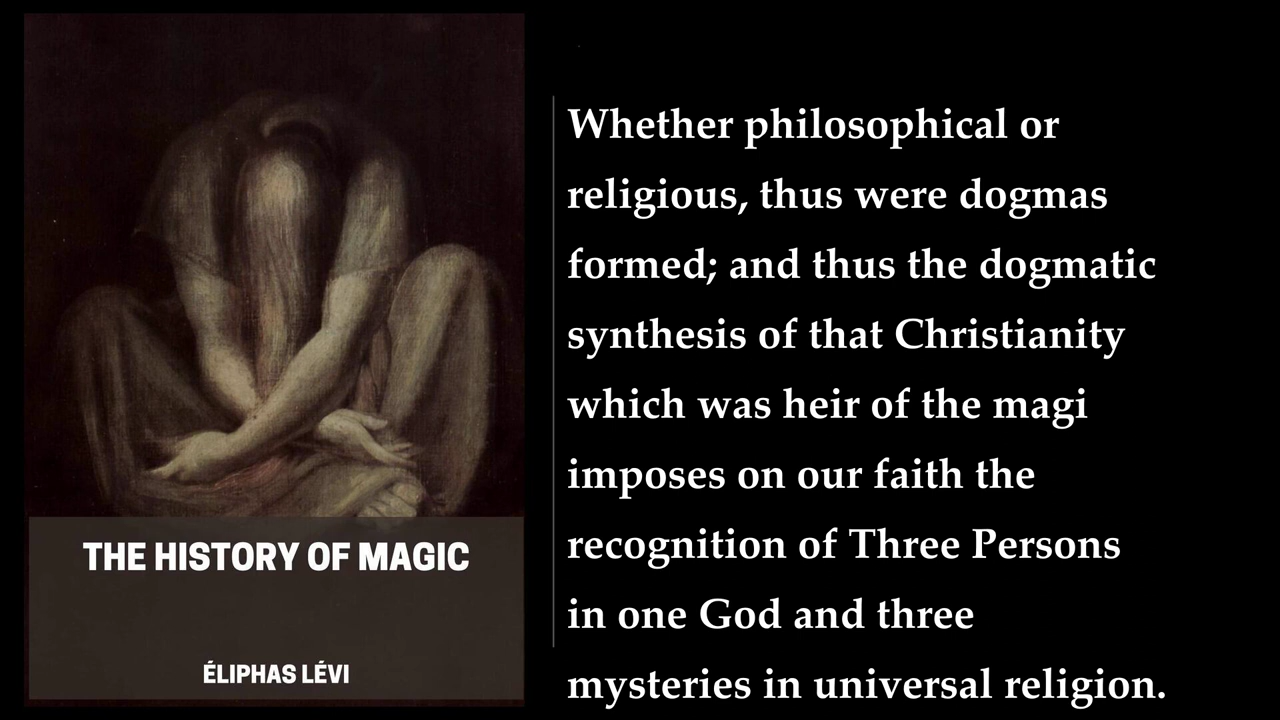 THE HISTORY OF MAGIC
ÉLIPHAS LÉVI
Whether philosophical or
religious, thus were dogmas
formed; and thus the dogmatic
synthesis of that Christianity
which was heir of the magi
imposes on our faith the
recognition of Three Persons
in one God and three
mysteries in universal religion.